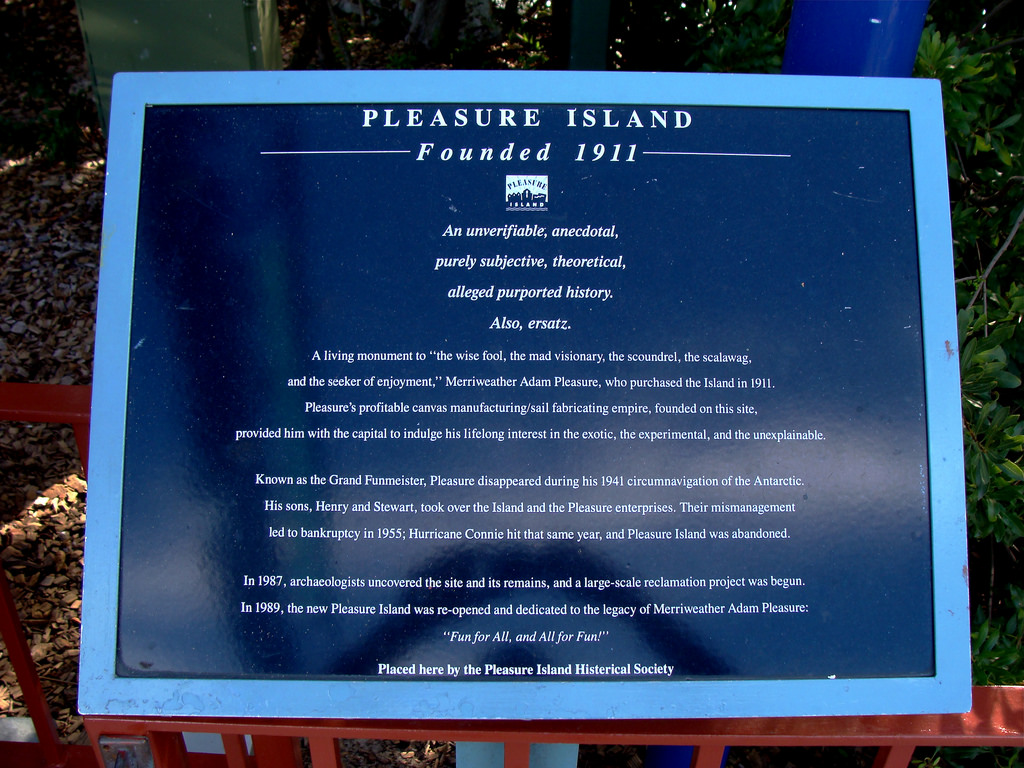 PLEASURE ISLAND
Founded 1911
PLEASURE
ISLAND
An unverifiable, anecdotal,
purely subjective, theoretical,
alleged purported history.
Also, ersatz.
A living monument to "the wise fool, the mad visionary, the scoundrel, the scalawag,
and the seeker of enjoyment," Merriweather Adam Pleasure, who purchased the Island in 1911.
Pleasure's profitable canvas manufacturing/sail fabricating empire, founded on this site,
provided him with the capital to indulge his lifelong interest in the exotic, the experimental, and the unexplainable.
Known as the Grand Funmeister, Pleasure disappeared during his 1941 circumnavigation of the Antarctic.
His sons, Henry and Stewart, took over the Island and the Pleasure enterprises. Their mismanagement
led to bankruptcy in 1955; Hurricane Connie hit that same year, and Pleasure Island was abandoned.
In 1987, archaeologists uncovered the site and its remains, and a large-scale reclamation project was begun.
In 1989, the new Pleasure Island was re-opened and dedicated to the legacy of Merriweather Adam Pleasure:
"Fun for All, and All for Fun!"
Placed here by the Pleasure Island Histerical Society